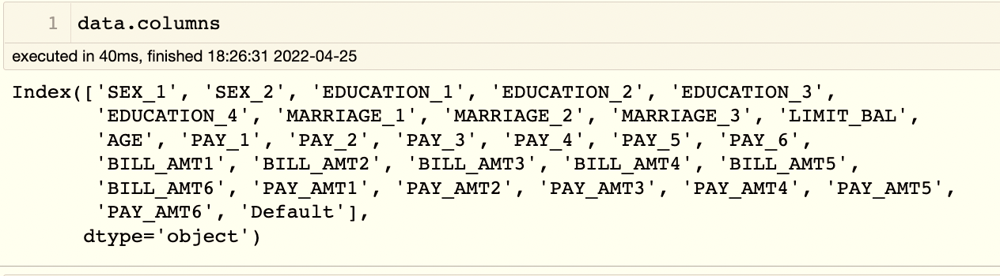 1 data.columns
executed in 40ms, finished 18:26:31 2022-04-25
Index(['SEX_1', 'SEX_2', 'EDUCATION_1', 'EDUCATION_2', 'EDUCATION_3',
'EDUCATION_4', 'MARRIAGE_1', 'MARRIAGE_2', 'MARRIAGE_3', 'LIMIT_BAL',
'AGE', 'PAY_1', 'PAY_2', 'PAY_3', 'PAY_4', 'PAY_5', 'PAY_6',
'BILL_AMT1', 'BILL_AMT2', 'BILL_AMT3', 'BILL_AMT4', 'BILL_AMT5',
'BILL_AMT6', 'PAY_AMT1', 'PAY_AMT2', 'PAY_AMT3', 'PAY_AMT4', 'PAY_AMT5',
'PAY_AMT6', 'Default'],
dtype='object')